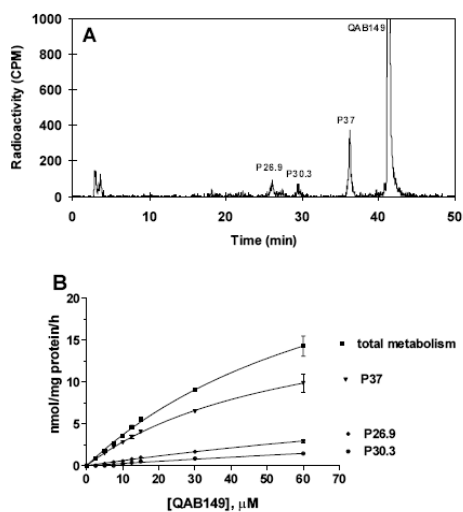 A
QAB149
1000
800
600
400
200
0
Radioactivity (CPM)
P26.9
P30.3
P37
0 10 20 30 40 50
Time (min)
B
20
15
10
5
0
nmol/mg protein/h
total metabolism
P37
P26.9
P30.3
0 10 20 30 40 50 60 70
[QAB149], μM